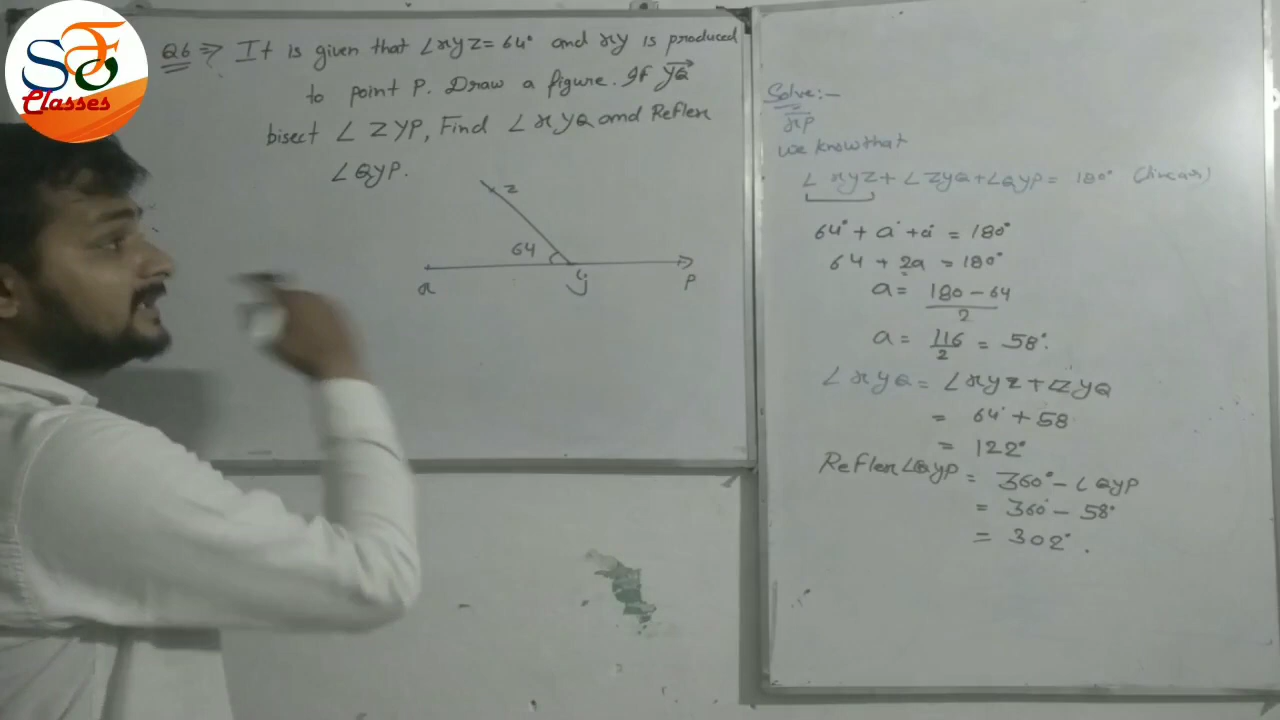 SFS
Classes
Q6 ⇒ It is given that ∠xyz = 64° and xy is produced
to point P. Draw a figure. If YQ
bisect ∠ZYP, Find ∠xYQ and Reflex
∠QYP.
z
64
x
y
P
Solve:-
xP
we know that
∠xyz + ∠ZYQ + ∠QYP = 180° (linear)
64° + a° + a° = 180°
64 + 2a = 180°
a = 180 - 64
2
a = 116/2 = 58°.
∠xyQ = ∠xyz + ∠ZYQ
= 64° + 58
= 122°
Reflex∠QYP = 360° - ∠QYP
= 360° - 58°
= 302°.